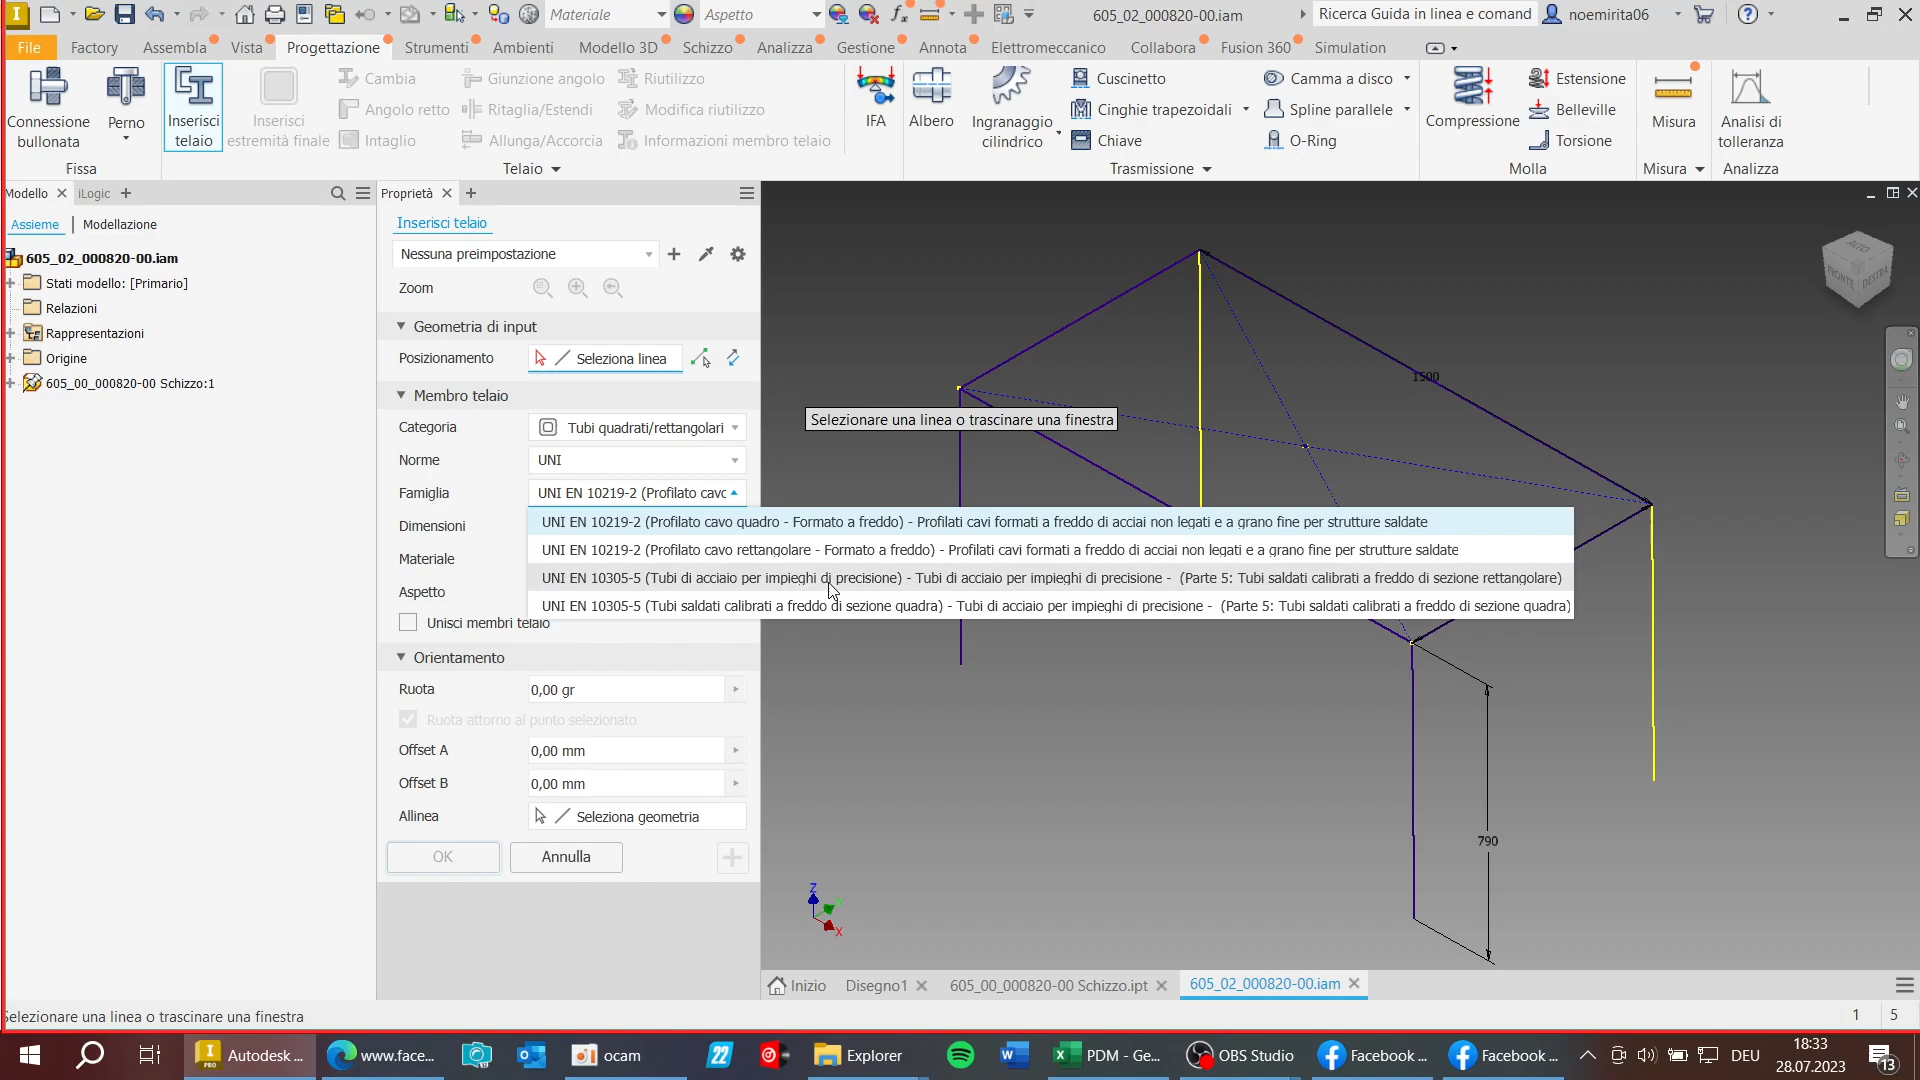 Materiale
Aspetto
605_02_000820-00.iam
Ricerca Guida in linea e comand
noemirita06
File
Factory
Assembla
Vista
Progettazione
Strumenti
Ambienti
Modello 3D
Schizzo
Analizza
Gestione
Annota
Elettromeccanico
Collabora
Fusion 360
Simulation
Connessione bullonata
Perno
Fissa
Inserisci telaio
Inserisci estremità finale
Cambia
Angolo retto
Intaglio
Giunzione angolo
Ritaglia/Estendi
Allunga/Accorcia
Riutilizzo
Modifica riutilizzo
Informazioni membro telaio
Telaio
IFA
Albero
Ingranaggio cilindrico
Cuscinetto
Cinghie trapezoidali
Chiave
Camma a disco
Spline parallele
O-Ring
Trasmissione
Compressione
Estensione
Belleville
Torsione
Molla
Misura
Misura
Analisi di tolleranza
Analizza
Modello
iLogic
Assieme
Modellazione
605_02_000820-00.iam
Stati modello: [Primario]
Relazioni
Rappresentazioni
Origine
605_00_000820-00 Schizzo:1
Proprietà
Inserisci telaio
Nessuna preimpostazione
Zoom
Geometria di input
Posizionamento
Seleziona linea
Membro telaio
Categoria
Tubi quadrati/rettangolari
Norme
UNI
Famiglia
UNI EN 10219-2 (Profilato cavo
UNI EN 10219-2 (Profilato cavo quadro - Formato a freddo) - Profilati cavi formati a freddo di acciai non legati e a grano fine per strutture saldate
UNI EN 10219-2 (Profilato cavo rettangolare - Formato a freddo) - Profilati cavi formati a freddo di acciai non legati e a grano fine per strutture saldate
UNI EN 10305-5 (Tubi di acciaio per impieghi di precisione) - Tubi di acciaio per impieghi di precisione - (Parte 5: Tubi saldati calibrati a freddo di sezione rettangolare)
UNI EN 10305-5 (Tubi saldati calibrati a freddo di sezione quadra) - Tubi di acciaio per impieghi di precisione - (Parte 5: Tubi saldati calibrati a freddo di sezione quadra)
Dimensioni
Materiale
Aspetto
Unisci membri telaio
Orientamento
Ruota
0,00 gr
Ruota attorno al punto selezionato
Offset A
0,00 mm
Offset B
0,00 mm
Allinea
Seleziona geometria
OK
Annulla
Selezionare una linea o trascinare una finestra
1500
790
ALTO
FRONTE
DESTRA
Z
Y
X
Inizio
Disegno1
605_00_000820-00 Schizzo.ipt
605_02_000820-00.iam
Selezionare una linea o trascinare una finestra
1
5
Autodesk ...
www.face...
ocam
22
Explorer
PDM - Ge...
OBS Studio
Facebook ...
Facebook ...
DEU
18:33
28.07.2023
13